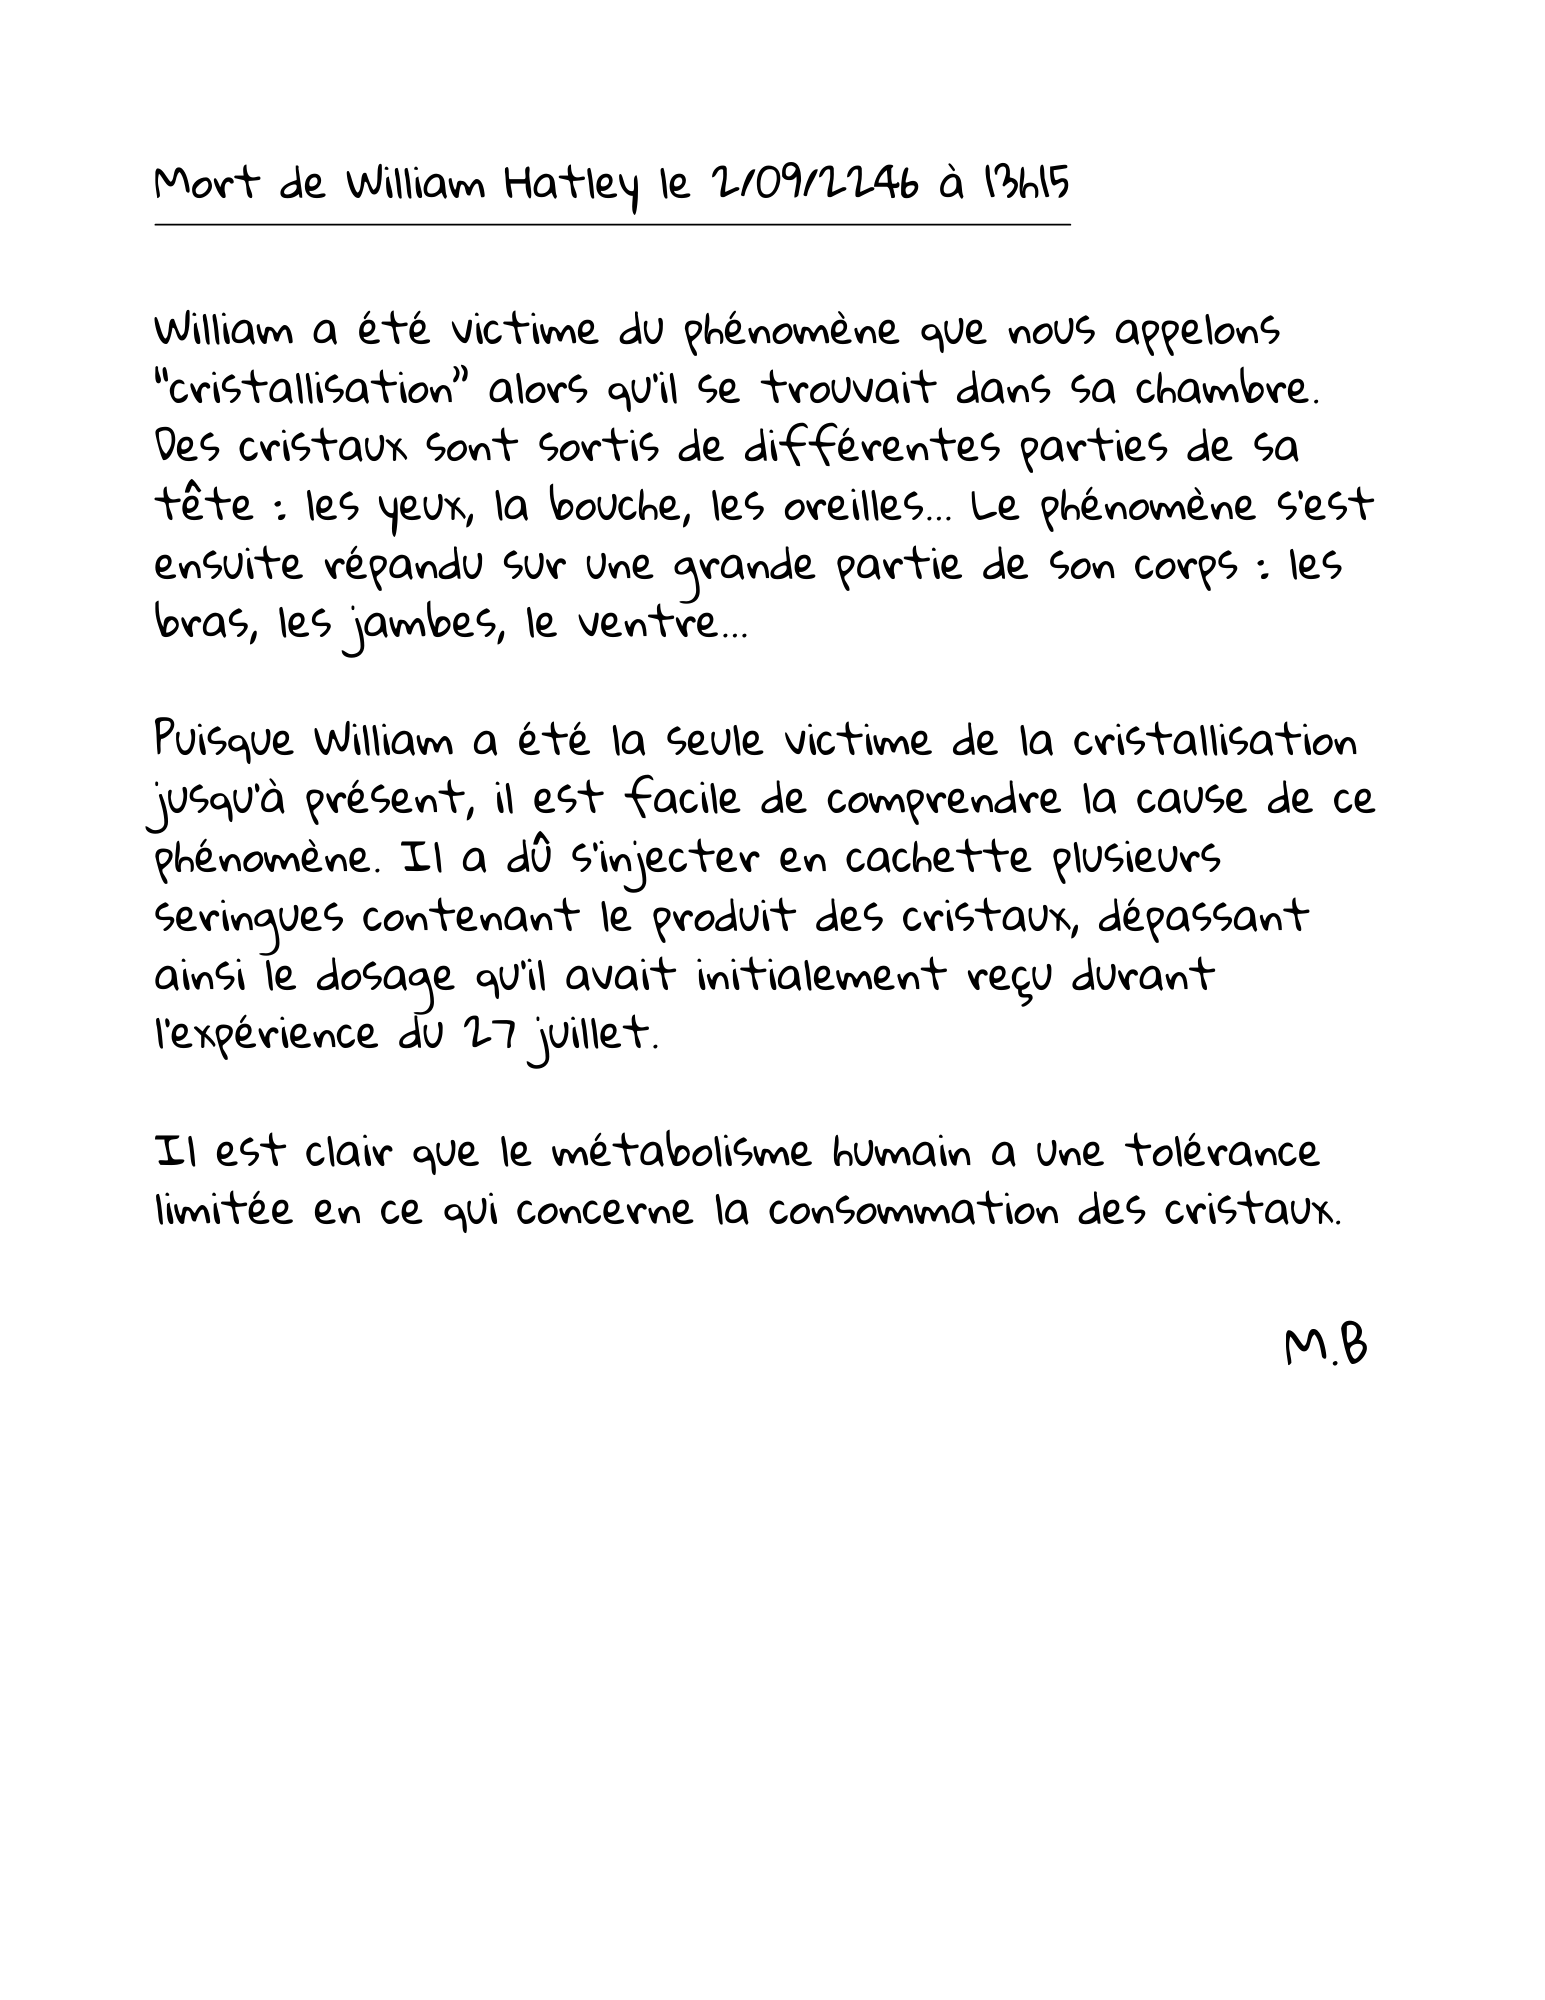 Mort de William Hatley le 2/09/2246 à 13h15
William a été victime du phénomène que nous appelons
"cristallisation” alors qu'il se trouvait dans sa chambre.
Des cristaux sont sortis de différentes parties de sa
tête : les yeux, la bouche, les oreilles... Le phénomène s'est
ensuite répandu sur une grande partie de son corps : les
bras, les jambes, le ventre...
Puisque William a été la seule victime de la cristallisation
jusqu'à présent, il est facile de comprendre la cause de ce
phénomène. Il a dû s'injecter en cachette plusieurs
seringues contenant le produit des cristaux, dépassant
ainsi le dosage qu'il avait initialement reçu durant
l'expérience du 27 juillet.
Il est clair que le métabolisme humain a une tolérance
limitée en ce qui concerne la consommation des cristaux.
M.B